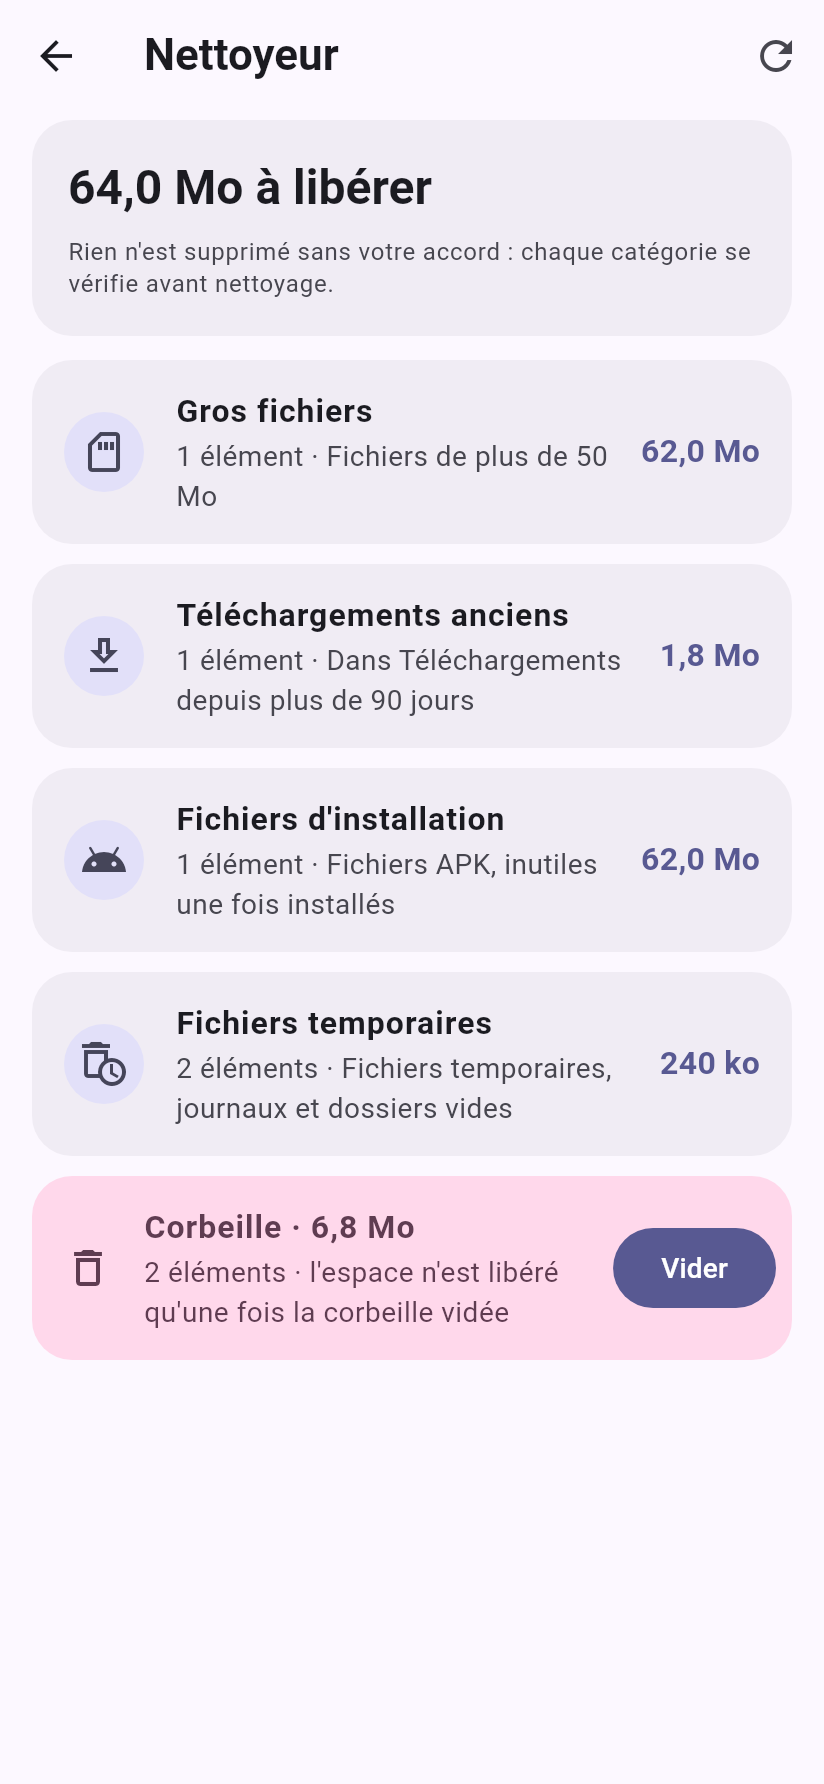 Nettoyeur
64,0 Mo à libérer
Rien n'est supprimé sans votre accord : chaque catégorie se
vérifie avant nettoyage.
Gros fichiers
1 élément · Fichiers de plus de 50
Mo
62,0 Mo
Téléchargements anciens
1 élément · Dans Téléchargements
depuis plus de 90 jours
1,8 Mo
Fichiers d'installation
1 élément · Fichiers APK, inutiles
une fois installés
62,0 Mo
Fichiers temporaires
2 éléments · Fichiers temporaires,
journaux et dossiers vides
240 ko
Corbeille · 6,8 Mo
2 éléments · l'espace n'est libéré
qu'une fois la corbeille vidée
Vider